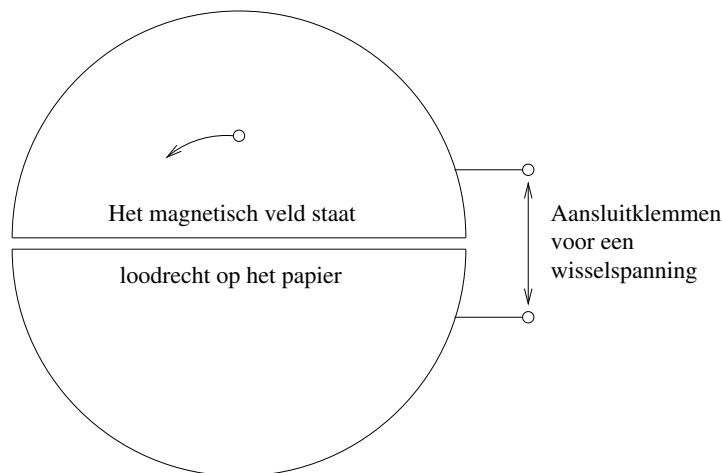 Het magnetisch veld staat
loodrecht op het papier
Aansluitklemmen
voor een
wisselspanning